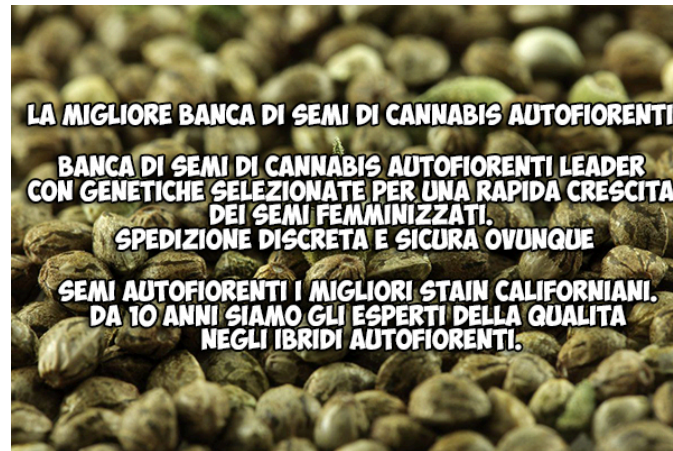 LA MIGLIORE BANCA DI SEMI DI CANNABIS AUTOFIORENTI
BANCA DI SEMI DI CANNABIS AUTOFIORENTI LEADER
CON GENETICHE SELEZIONATE PER UNA RAPIDA CRESCITA
DEI SEMI FEMMINIZZATI.
SPEDIZIONE DISCRETA E SICURA OVUNQUE
SEMI AUTOFIORENTI I MIGLIORI STAIN CALIFORNIANI.
DA 10 ANNI SIAMO GLI ESPERTI DELLA QUALITA
NEGLI IBRIDI AUTOFIORENTI.